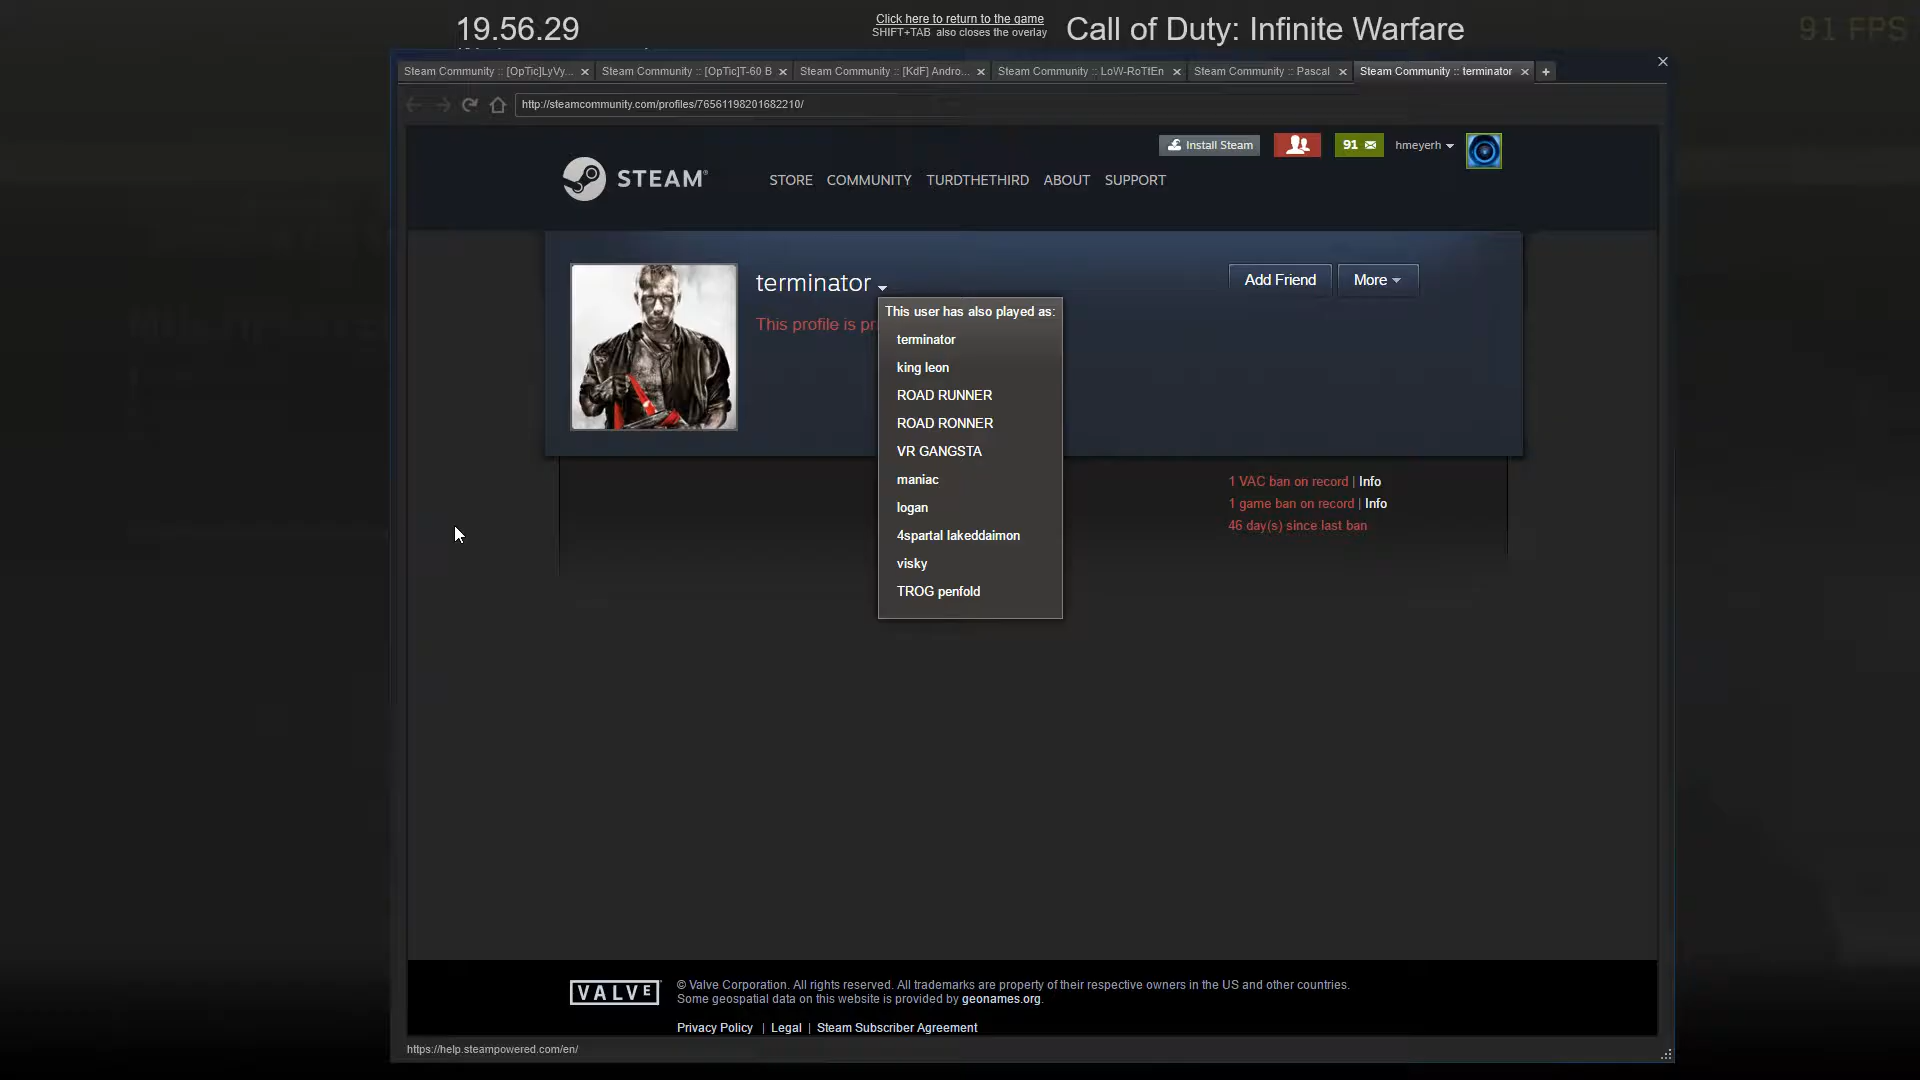 19.56.29
Click here to return to the game
SHIFT+TAB also closes the overlay
Call of Duty: Infinite Warfare
91 FPS
Steam Community :: [OpTic]LyVy...
Steam Community :: [OpTic]T-60 B
Steam Community :: [KdF] Andro...
Steam Community :: LoW-RoTtEn
Steam Community :: Pascal
Steam Community :: terminator
http://steamcommunity.com/profiles/76561198201682210/
Install Steam
91
hmeyerh
STEAM®
STORE
COMMUNITY
TURDTHETHIRD
ABOUT
SUPPORT
terminator
Add Friend
More
This profile is pr
This user has also played as:
terminator
king leon
ROAD RUNNER
ROAD RONNER
VR GANGSTA
maniac
logan
4spartal lakeddaimon
visky
TROG penfold
1 VAC ban on record | Info
1 game ban on record | Info
46 day(s) since last ban
VALVE
© Valve Corporation. All rights reserved. All trademarks are property of their respective owners in the US and other countries.
Some geospatial data on this website is provided by geonames.org.
Privacy Policy | Legal | Steam Subscriber Agreement
https://help.steampowered.com/en/